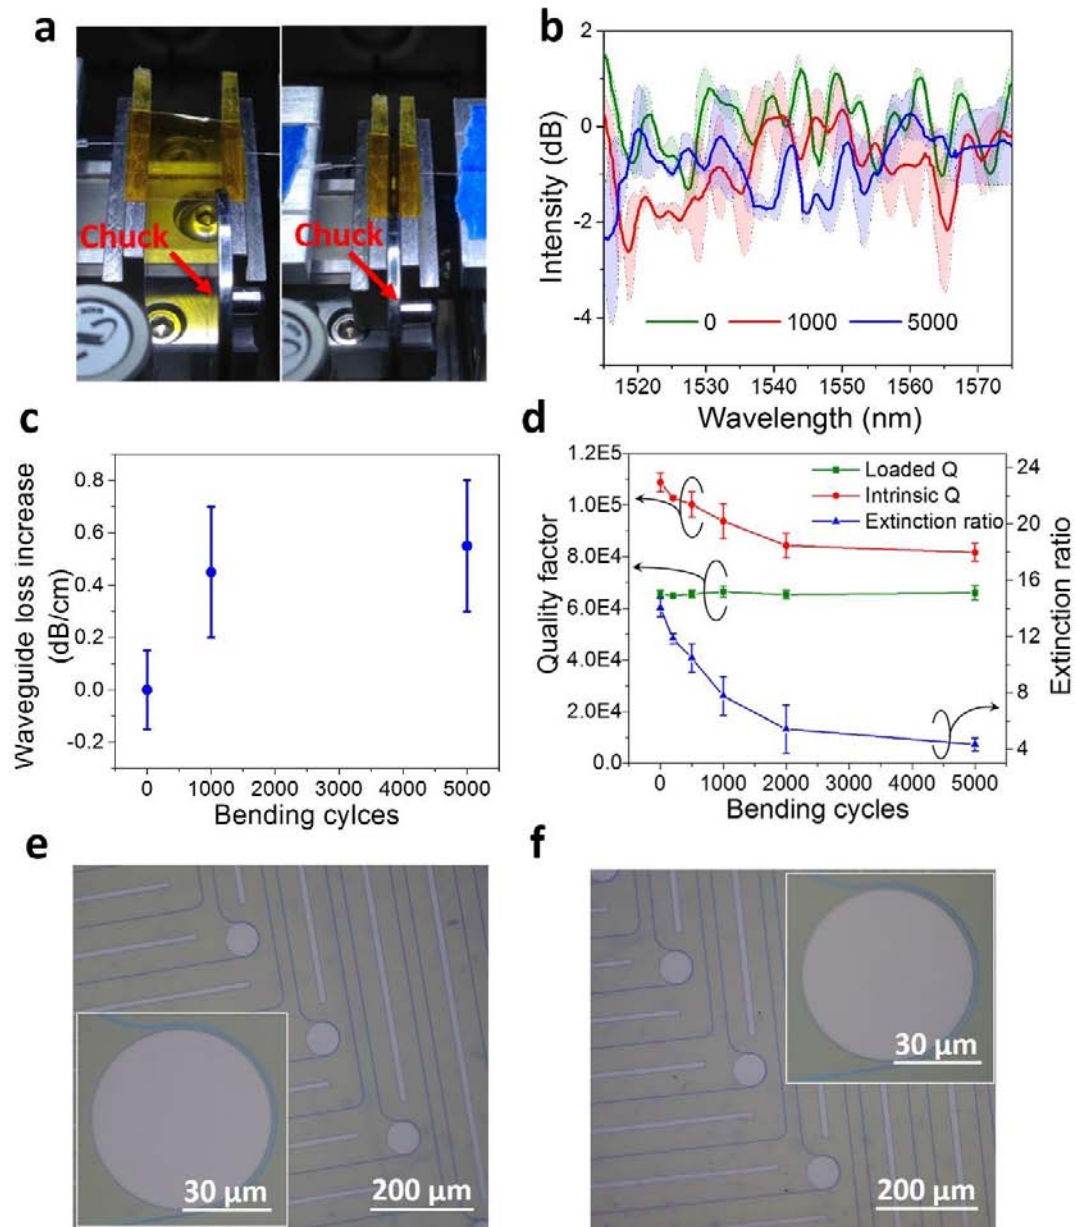 a
Chuck
Chuck
b
2
0
-2
-4
Intensity (dB)
0 1000 5000
1520 1530 1540 1550 1560 1570
Wavelength (nm)
c
0.8
0.6
0.4
0.2
0.0
-0.2
Waveguide loss increase
(dB/cm)
0 1000 2000 3000 4000 5000
Bending cylces
d
1.2E5
1.0E5
8.0E4
6.0E4
4.0E4
2.0E4
0.0
Quality factor
Loaded Q
Intrinsic Q
Extinction ratio
24
20
16
12
8
4
Extinction ratio
0 1000 2000 3000 4000 5000
Bending cycles
e
30 µm
200 µm
f
30 µm
200 µm